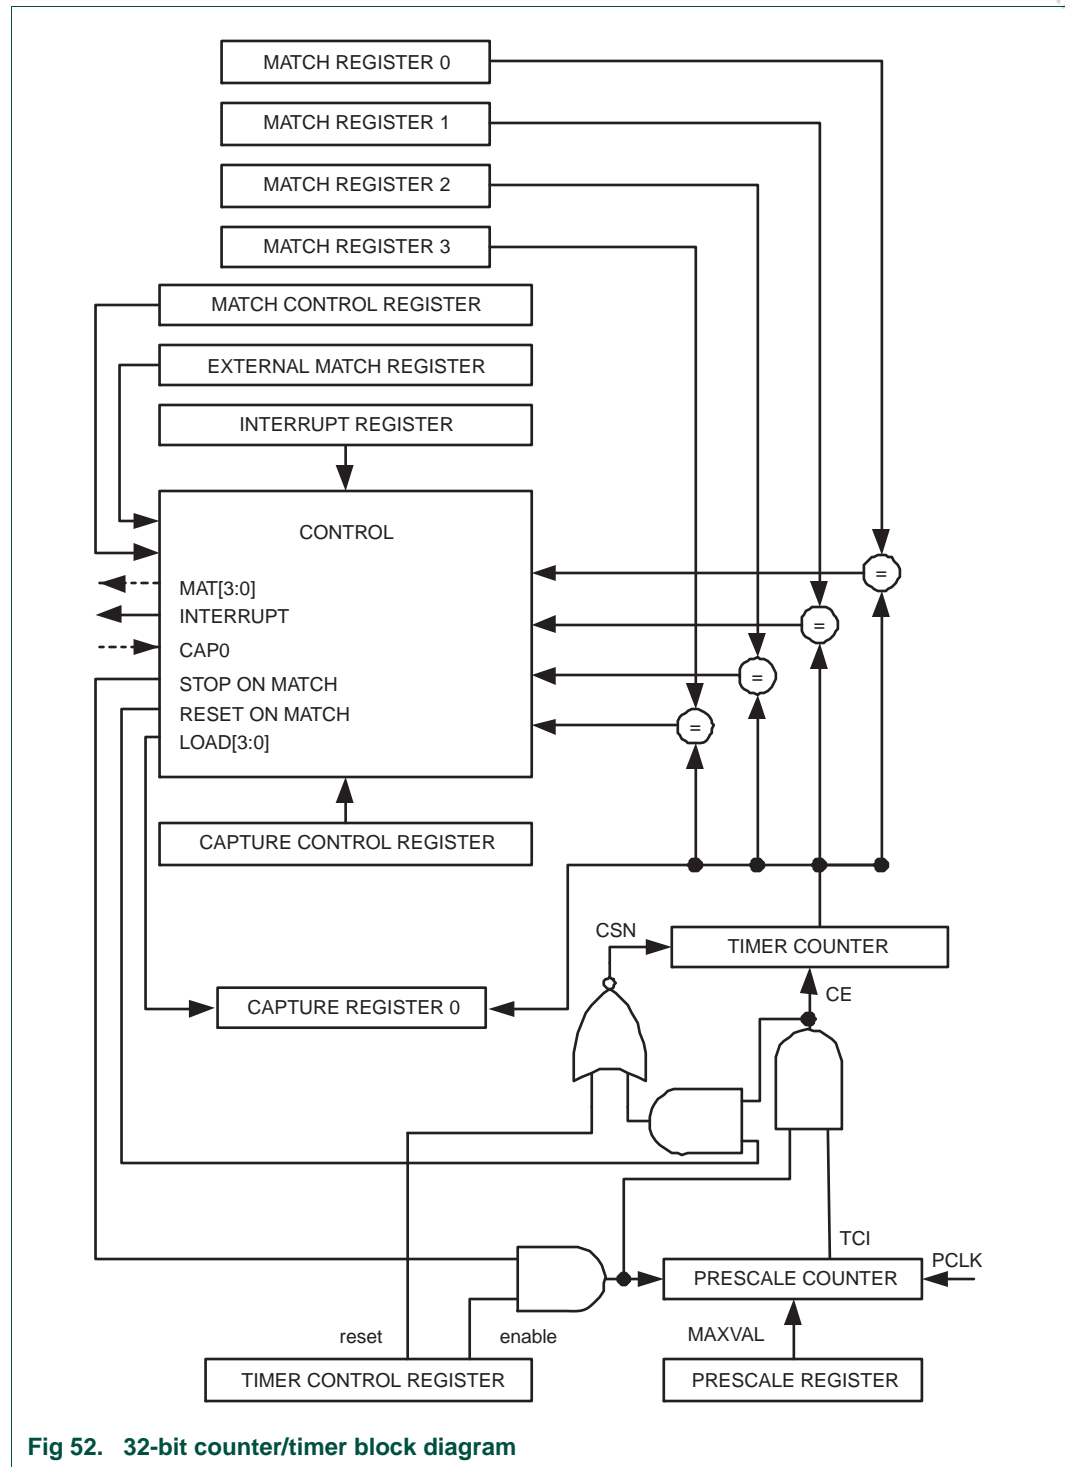 MATCH REGISTER 0
MATCH REGISTER 1
MATCH REGISTER 2
MATCH REGISTER 3
MATCH CONTROL REGISTER
EXTERNAL MATCH REGISTER
INTERRUPT REGISTER
CONTROL
=
=
=
=
MAT[3:0]
INTERRUPT
CAP0
STOP ON MATCH
RESET ON MATCH
LOAD[3:0]
CAPTURE CONTROL REGISTER
CSN
TIMER COUNTER
CE
CAPTURE REGISTER 0
TCI
PCLK
PRESCALE COUNTER
reset
enable
MAXVAL
TIMER CONTROL REGISTER
PRESCALE REGISTER
Fig 52. 32-bit counter/timer block diagram